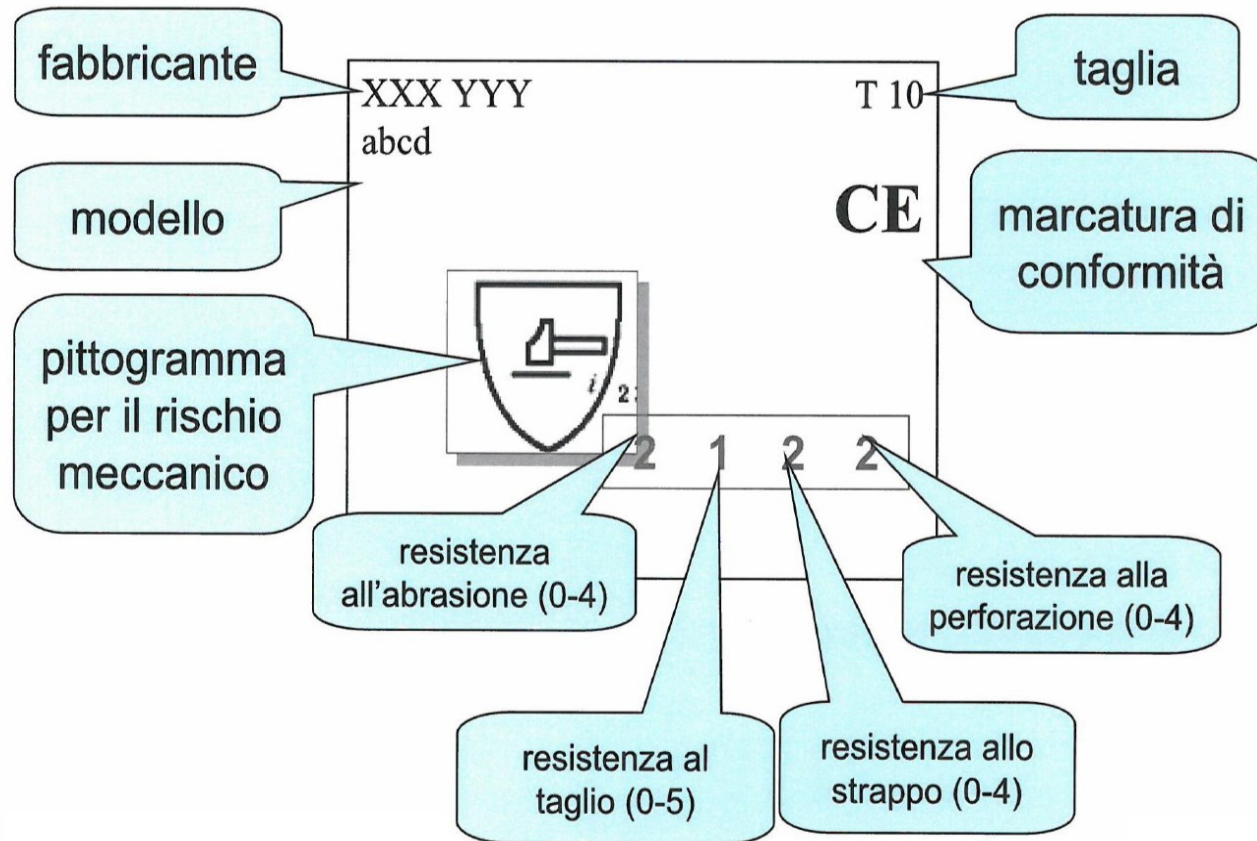 fabbricante
taglia
XXX YYY
T 10
abcd
modello
CE
marcatura di
conformità
pittogramma
per il rischio
meccanico
i
2
2 1 2 2
resistenza
all'abrasione (0-4)
resistenza alla
perforazione (0-4)
resistenza al
taglio (0-5)
resistenza allo
strappo (0-4)